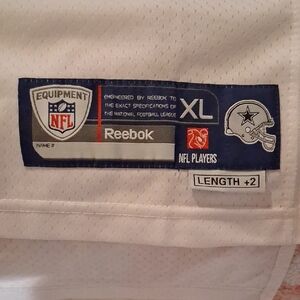 EQUIPMENT
NFL
ENGINEERED BY REEBOK TO
THE EXACT SPECIFICATIONS OF
THE NATIONAL FOOTBALL LEAGUE
XL
Reebok
NAME #
NFL PLAYERS
LENGTH +2